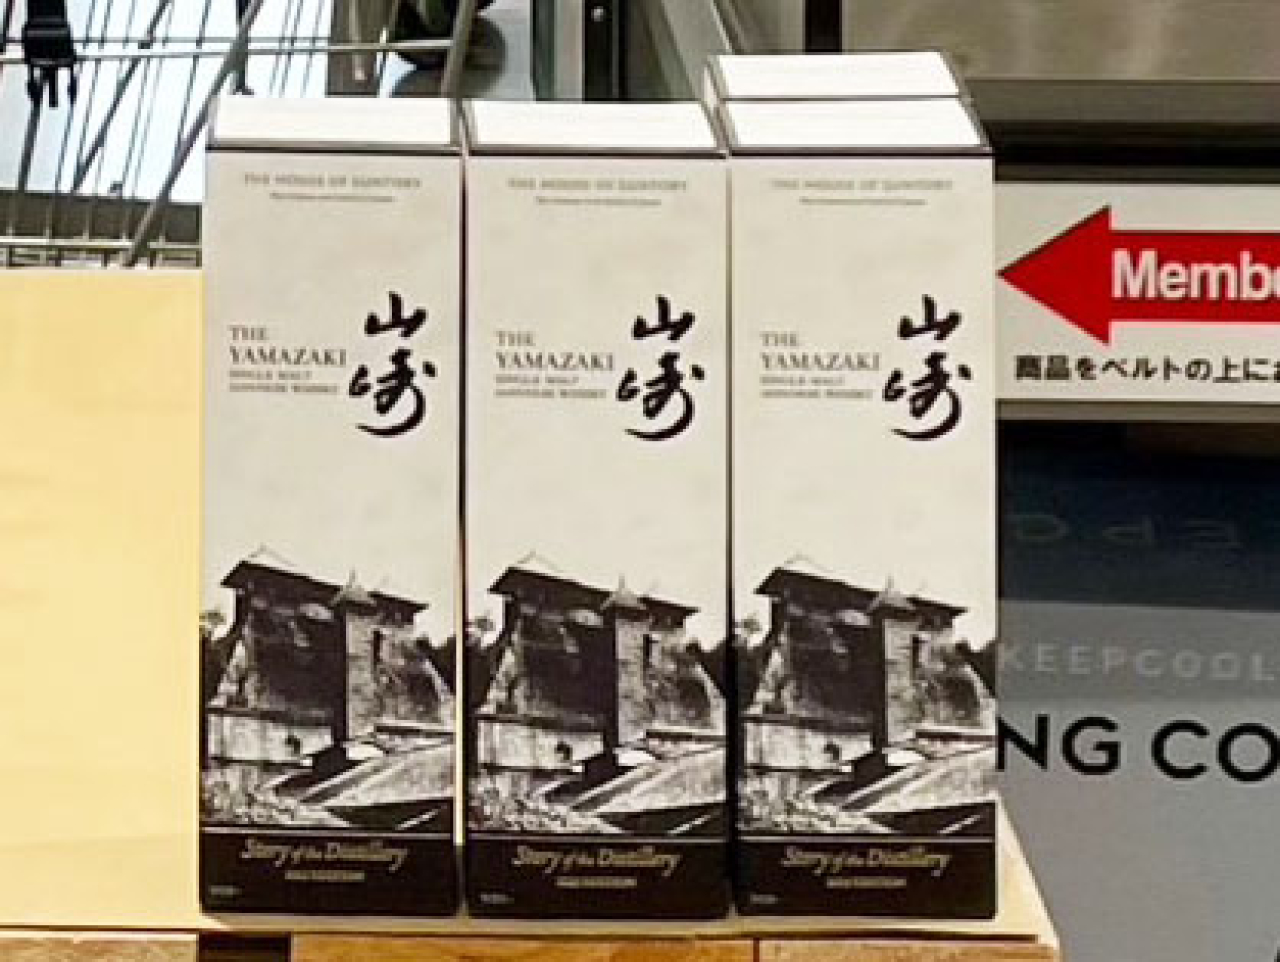 THE HOUSE OF SUNTORY
THE
YAMAZAKI
SINGLE MALT
JAPANESE WHISKY
山崎
Story of the Distillery
THE HOUSE OF SUNTORY
THE
YAMAZAKI
SINGLE MALT
JAPANESE WHISKY
山崎
Story of the Distillery
THE HOUSE OF SUNTORY
THE
YAMAZAKI
SINGLE MALT
JAPANESE WHISKY
山崎
Story of the Distillery
Membe
商品をベルトの上にお
KEEPCOOL
NG CO